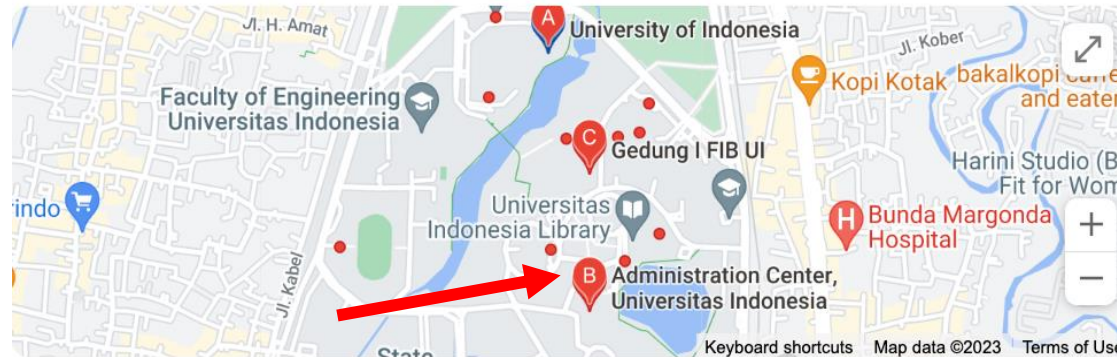 Jl. H. Amat
A
University of Indonesia
Jl. Kober
Kopi Kotak
and
Faculty of Engineering
Universitas Indonesia
C
Gedung I FIB UI
Harini Studio (B
Fit for Wom
rindo
Universitas
Indonesia Library
H
Bunda Margonda
Hospital
+
Jl. Kabel
B
Administration Center,
Universitas Indonesia
−
Keyboard shortcuts
Map data ©2023
Terms of Use